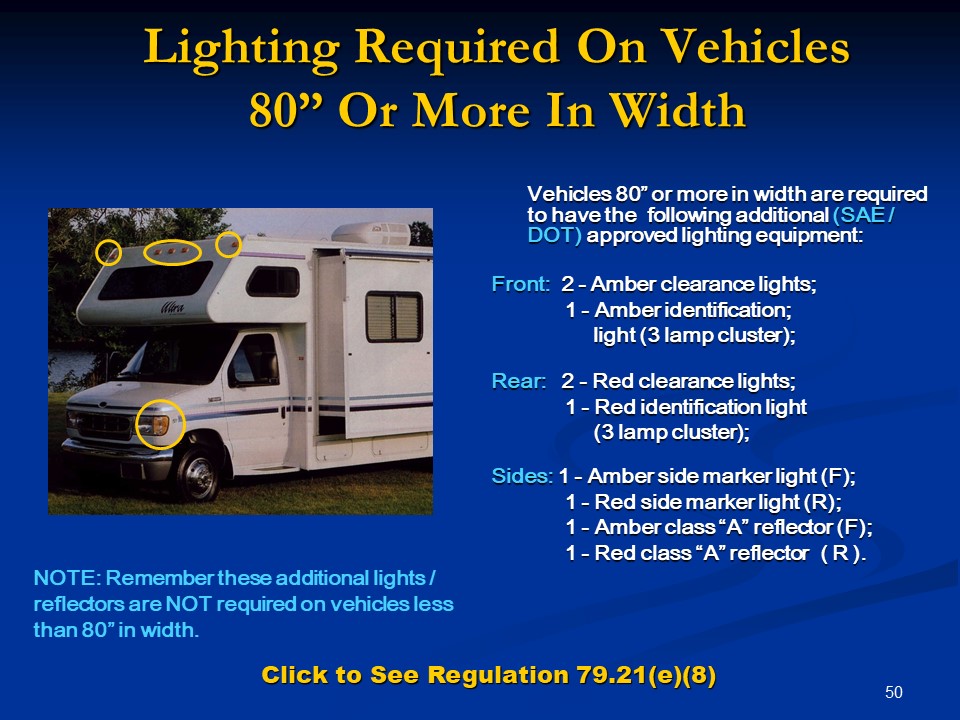 Lighting Required On Vehicles
80” Or More In Width
Vehicles 80” or more in width are required
to have the following additional (SAE /
DOT) approved lighting equipment:
Front: 2 - Amber clearance lights;
1 - Amber identification;
light (3 lamp cluster);
Rear: 2 - Red clearance lights;
1 - Red identification light
(3 lamp cluster);
Sides: 1 - Amber side marker light (F);
1 - Red side marker light (R);
1 - Amber class “A” reflector (F);
1 - Red class “A” reflector ( R ).
Ultra
NOTE: Remember these additional lights /
reflectors are NOT required on vehicles less
than 80” in width.
Click to See Regulation 79.21(e)(8)
50